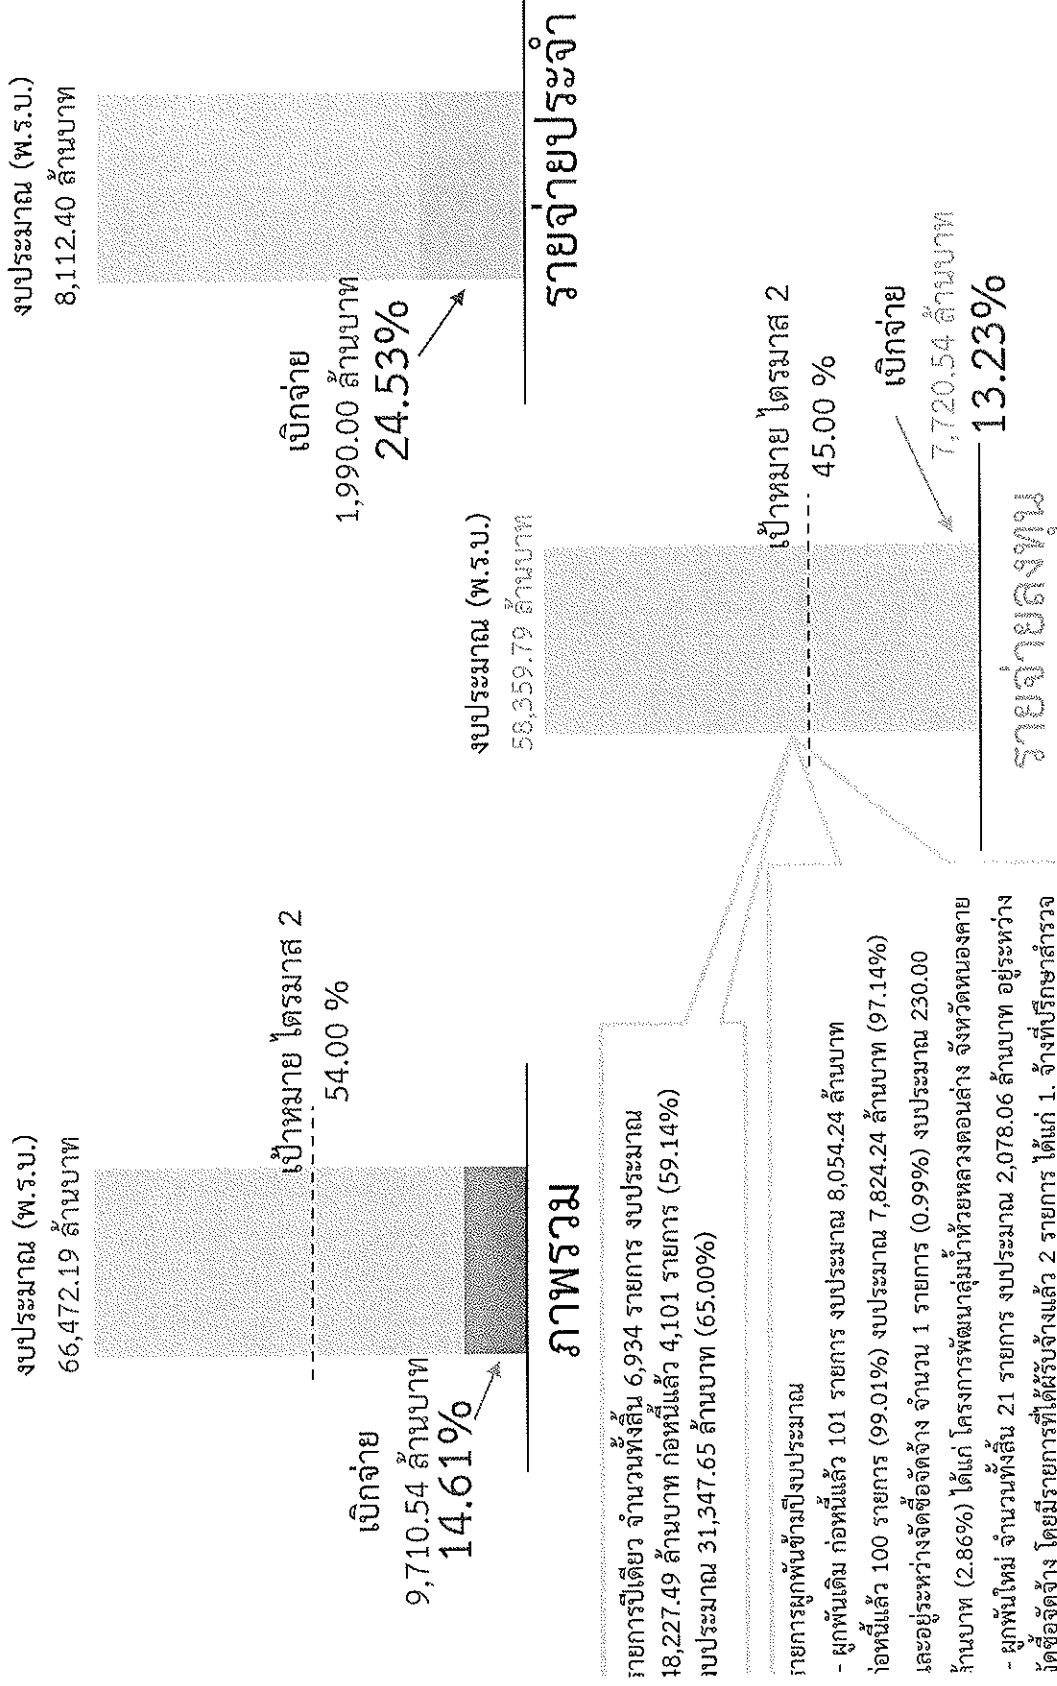 งบประมาณ (พ.ร.บ.)
66,472.19 ล้านบาท
เป้าหมาย ไตรมาส 2
54.00 %
เบิกจ่าย
9,710.54 ล้านบาท
14.61%
ภาพรวม
งบประมาณ (พ.ร.บ.)
8,112.40 ล้านบาท
เบิกจ่าย
1,990.00 ล้านบาท
24.53%
รายจ่ายประจำ
งบประมาณ (พ.ร.บ.)
58,359.79 ล้านบาท
เป้าหมาย ไตรมาส 2
45.00 %
เบิกจ่าย
7,720.54 ล้านบาท
13.23%
รายจ่ายลงทุน
รายการปีเดียว จำนวนทั้งสิ้น 6,934 รายการ งบประมาณ
48,227.49 ล้านบาท ก่อหนี้แล้ว 4,101 รายการ (59.14%)
งบประมาณ 31,347.65 ล้านบาท (65.00%)
รายการผูกพันข้ามปีงบประมาณ
- ผูกพันเดิม ก่อหนี้แล้ว 101 รายการ งบประมาณ 8,054.24 ล้านบาท
ก่อหนี้แล้ว 100 รายการ (99.01%) งบประมาณ 7,824.24 ล้านบาท (97.14%)
และอยู่ระหว่างจัดซื้อจัดจ้าง จำนวน 1 รายการ (0.99%) งบประมาณ 230.00
ล้านบาท (2.86%) ได้แก่ โครงการพัฒนาลุ่มน้ำห้วยหลวงตอนล่าง จังหวัดหนองคาย
- ผูกพันใหม่ จำนวนทั้งสิ้น 21 รายการ งบประมาณ 2,078.06 ล้านบาท อยู่ระหว่าง
จัดซื้อจัดจ้าง โดยมีรายการที่ได้ผู้รับจ้างแล้ว 2 รายการ ได้แก่ 1. จ้างที่ปรึกษาสำรวจ